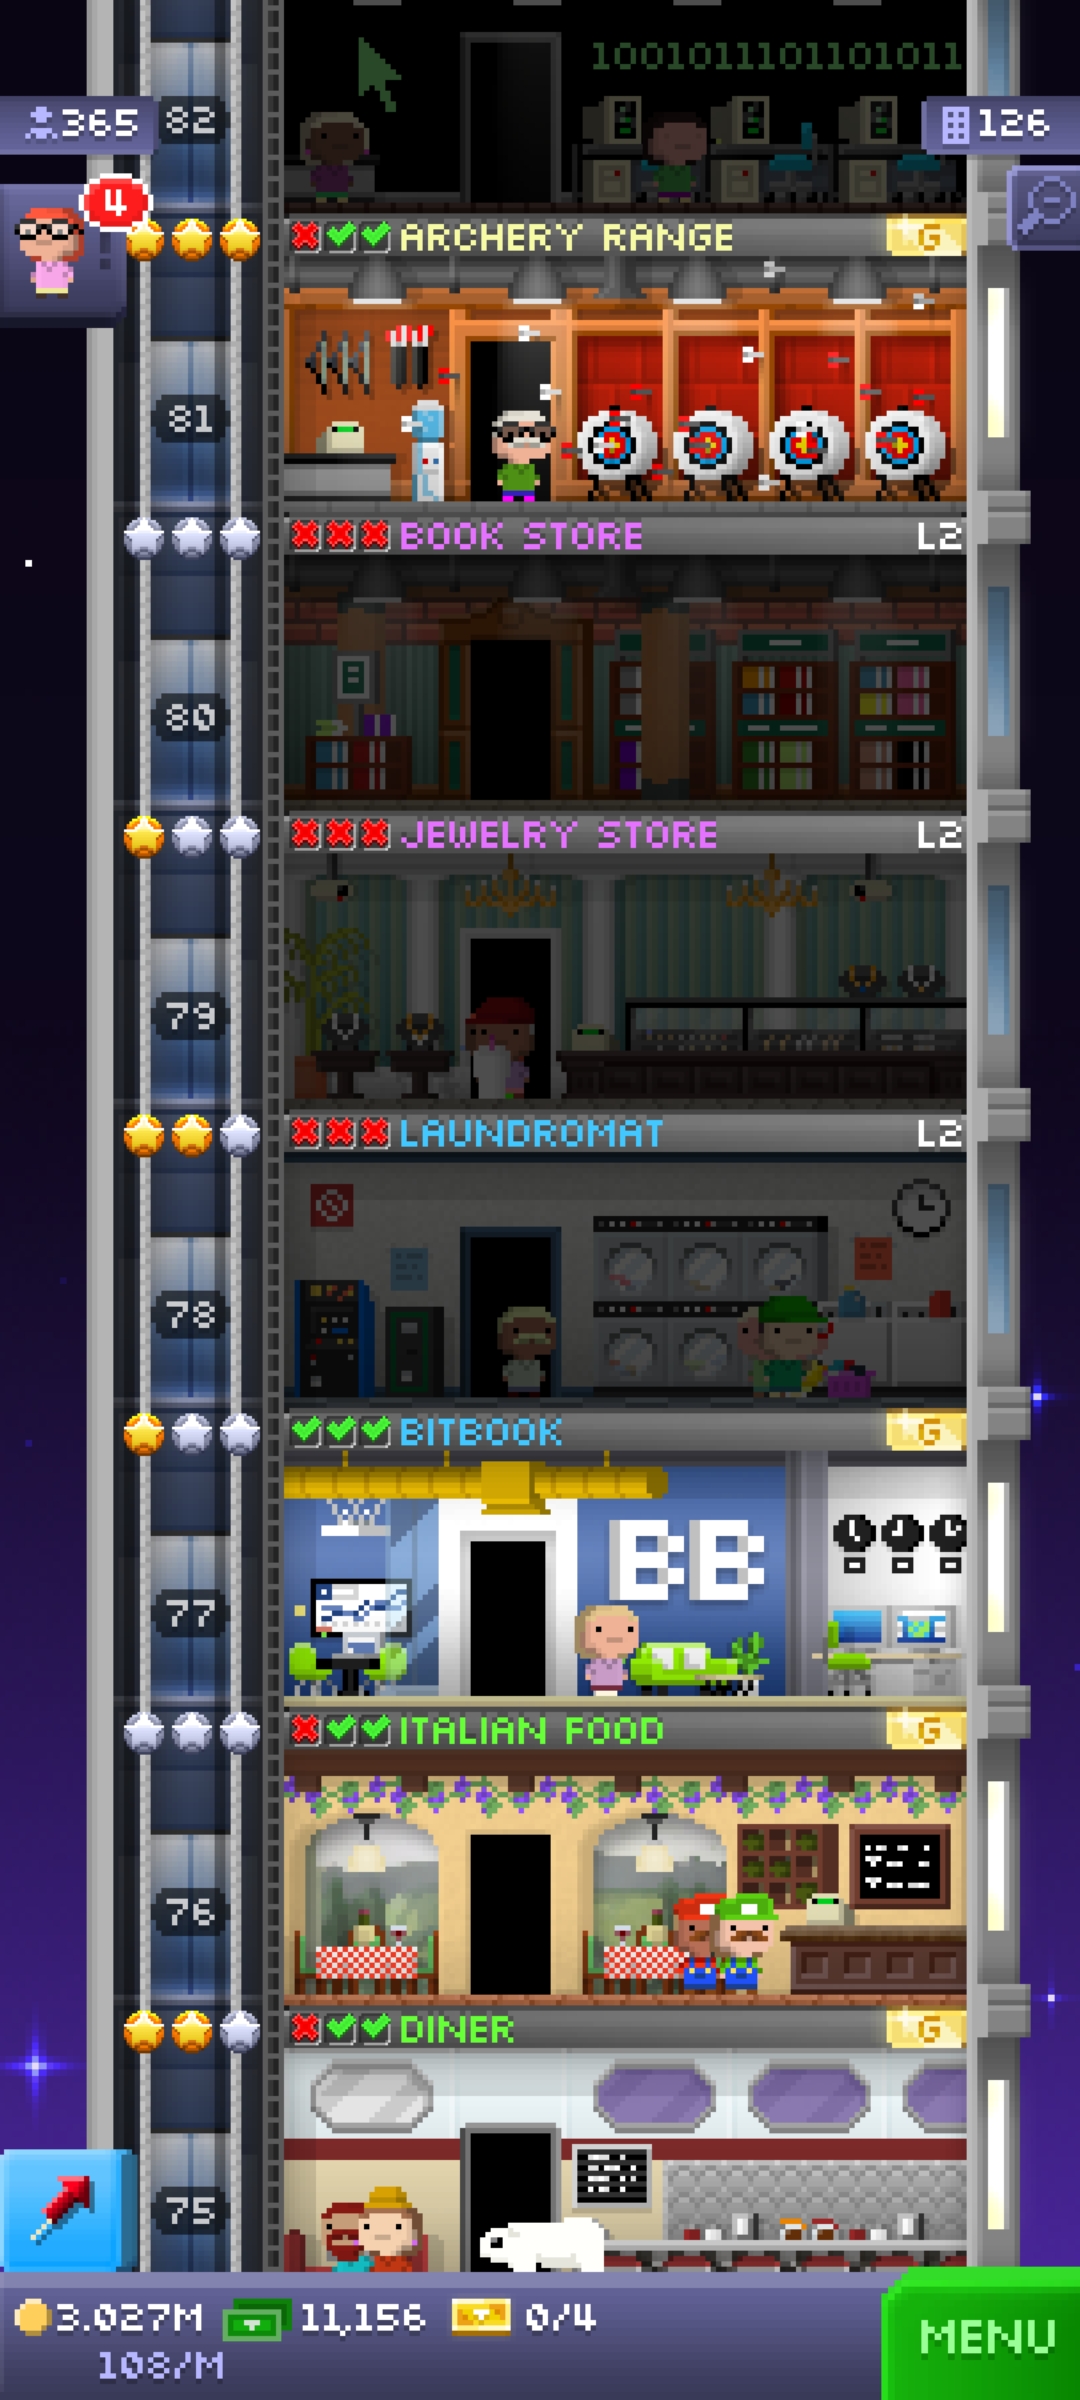 1001011101101011
82
365
126
4
ARCHERY RANGE
G
81
BOOK STORE
L2
80
JEWELRY STORE
L2
79
LAUNDROMAT
L2
78
BITBOOK
G
BB
77
ITALIAN FOOD
G
76
DINER
G
75
3.027M
11,156
0/4
108/M
MENU